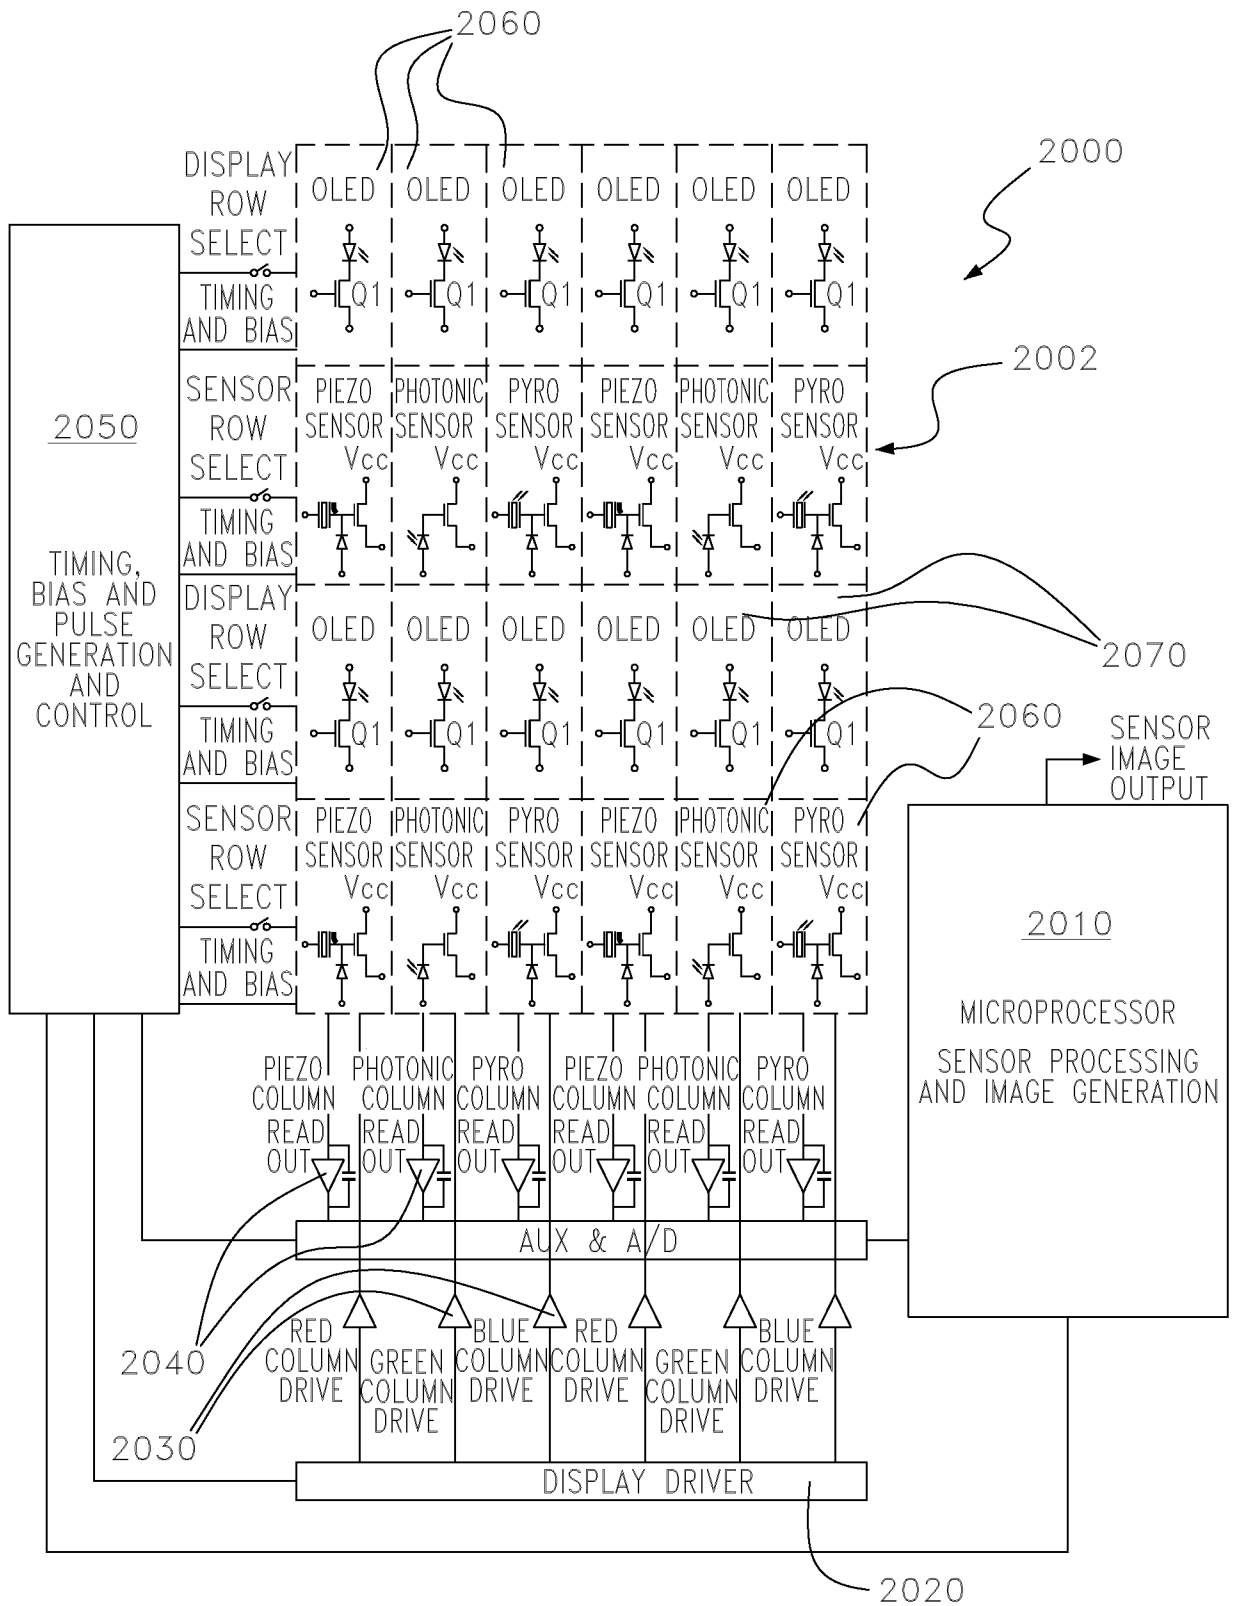 2060
2000
DISPLAY
ROW
SELECT
OLED OLED OLED OLED OLED OLED
TIMING
AND BIAS
Q1 Q1 Q1 Q1 Q1 Q1
2002
SENSOR
ROW
SELECT
PIEZO PHOTONIC PYRO PIEZO PHOTONIC PYRO
SENSOR SENSOR SENSOR SENSOR SENSOR SENSOR
Vcc Vcc Vcc Vcc Vcc Vcc
2050
TIMING
AND BIAS
TIMING,
BIAS AND
PULSE
GENERATION
AND
CONTROL
DISPLAY
ROW
SELECT
OLED OLED OLED OLED OLED OLED
2070
TIMING
AND BIAS
Q1 Q1 Q1 Q1 Q1 Q1
2060
SENSOR
IMAGE
OUTPUT
SENSOR
ROW
SELECT
PIEZO PHOTONIC PYRO PIEZO PHOTONIC PYRO
SENSOR SENSOR SENSOR SENSOR SENSOR SENSOR
Vcc Vcc Vcc Vcc Vcc Vcc
TIMING
AND BIAS
2010
MICROPROCESSOR
SENSOR PROCESSING
AND IMAGE GENERATION
PIEZO PHOTONIC PYRO PIEZO PHOTONIC PYRO
COLUMN COLUMN COLUMN COLUMN COLUMN COLUMN
READ READ READ READ READ READ
OUT OUT OUT OUT OUT OUT
AUX & A/D
2040
RED
COLUMN
DRIVE
GREEN
COLUMN
DRIVE
BLUE
COLUMN
DRIVE
RED
COLUMN
DRIVE
GREEN
COLUMN
DRIVE
BLUE
COLUMN
DRIVE
2030
DISPLAY DRIVER
2020